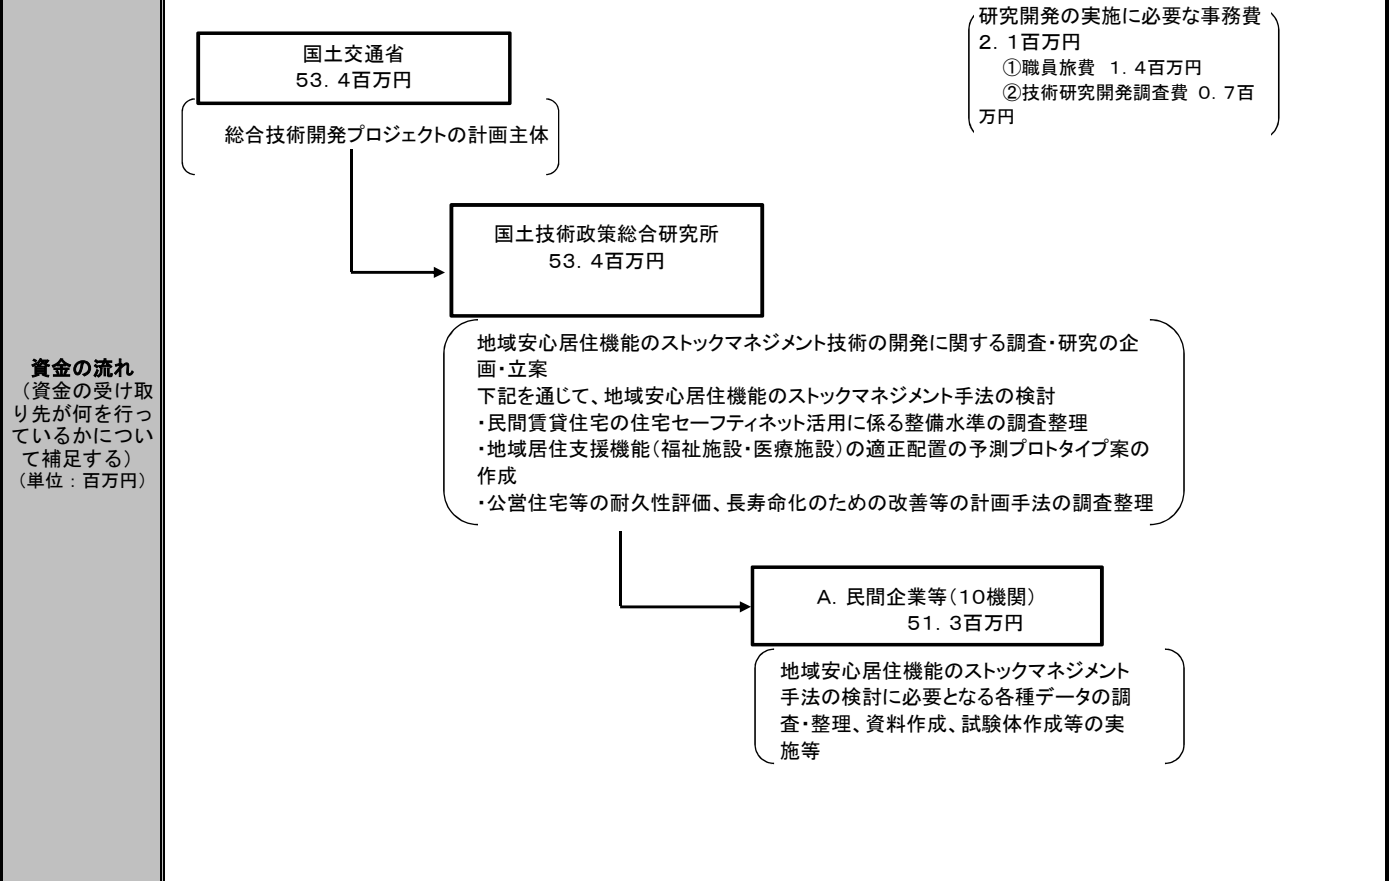 資金の流れ
(資金の受け取
り先が何を行っ
ているかについ
て補足する)
(単位：百万円)
国土交通省
53．4百万円
総合技術開発プロジェクトの計画主体
研究開発の実施に必要な事務費
2．1百万円
①職員旅費　1．4百万円
②技術研究開発調査費　0．7百
万円
国土技術政策総合研究所
53．4百万円
地域安心居住機能のストックマネジメント技術の開発に関する調査・研究の企
画・立案
下記を通じて、地域安心居住機能のストックマネジメント手法の検討
・民間賃貸住宅の住宅セーフティネット活用に係る整備水準の調査整理
・地域居住支援機能(福祉施設・医療施設)の適正配置の予測プロトタイプ案の
作成
・公営住宅等の耐久性評価、長寿命化のための改善等の計画手法の調査整理
A．民間企業等(10機関)
51．3百万円
地域安心居住機能のストックマネジメント
手法の検討に必要となる各種データの調
査・整理、資料作成、試験体作成等の実
施等